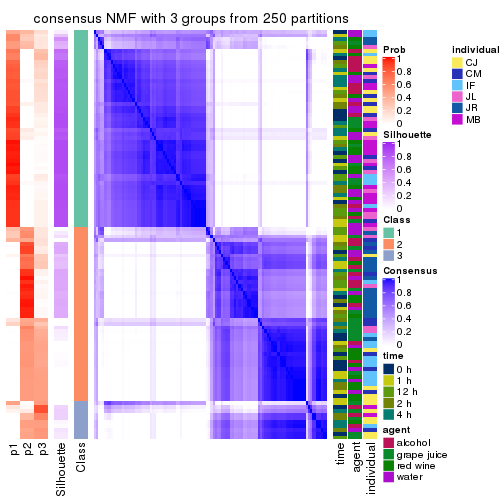 consensus NMF with 3 groups from 250 partitions
p1
p2
p3
Silhouette
Class
time
agent
individual
Prob
1
0.8
0.6
0.4
0.2
0
Silhouette
1
0.8
0.6
0.4
0.2
0
Class
1
2
3
Consensus
1
0.8
0.6
0.4
0.2
0
time
0 h
1 h
12 h
2 h
4 h
agent
alcohol
grape juice
red wine
water
individual
CJ
CM
IF
JL
JR
MB